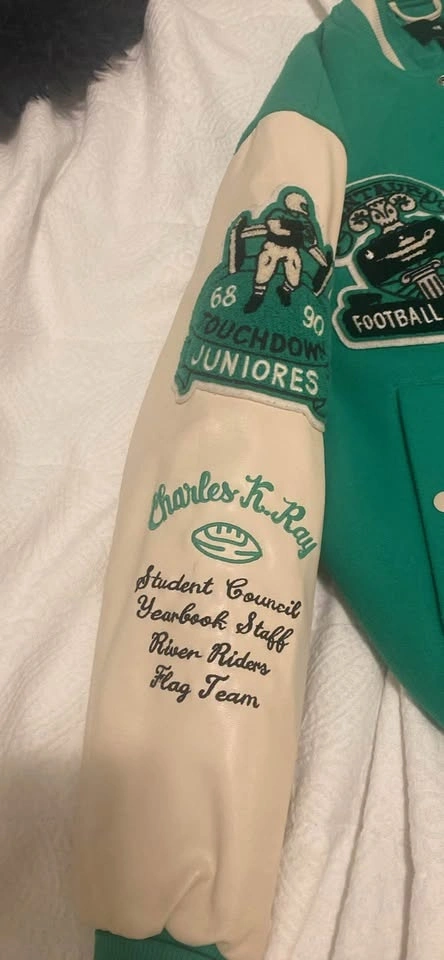 68 90
TOUCHDOWN
JUNIORES
FOOTBALL
Charles K. Ray
Student Council
Yearbook Staff
River Riders
Flag Team